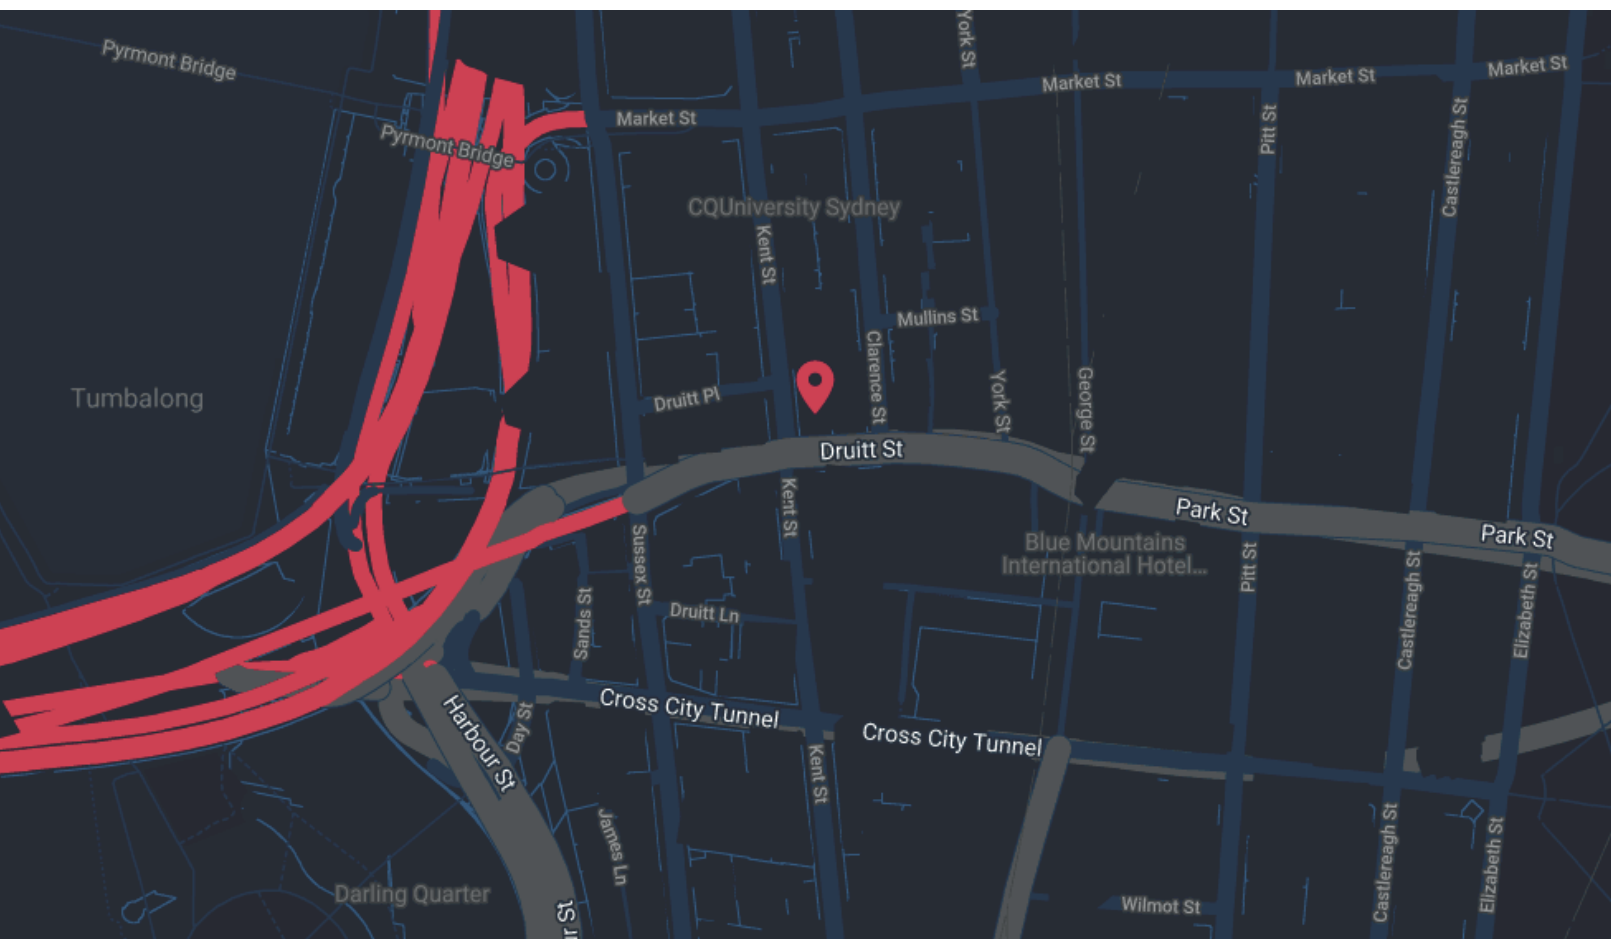 York St
Pyrmont Bridge
Market St
Market St
Market St
Market St
Pyrmont Bridge
Pitt St
Castlereagh St
CQUniversity Sydney
Kent St
Mullins St
Clarence St
York St
George St
Tumbalong
Druitt Pl
Druitt St
Kent St
Park St
Park St
Blue Mountains
International Hotel...
Sussex St
Sands St
Druitt Ln
Pitt St
Castlereagh St
Elizabeth St
Cross City Tunnel
Cross City Tunnel
Harbour St
Day St
Kent St
James Ln
Castlereagh St
Elizabeth St
Darling Quarter
Wilmot St
r St